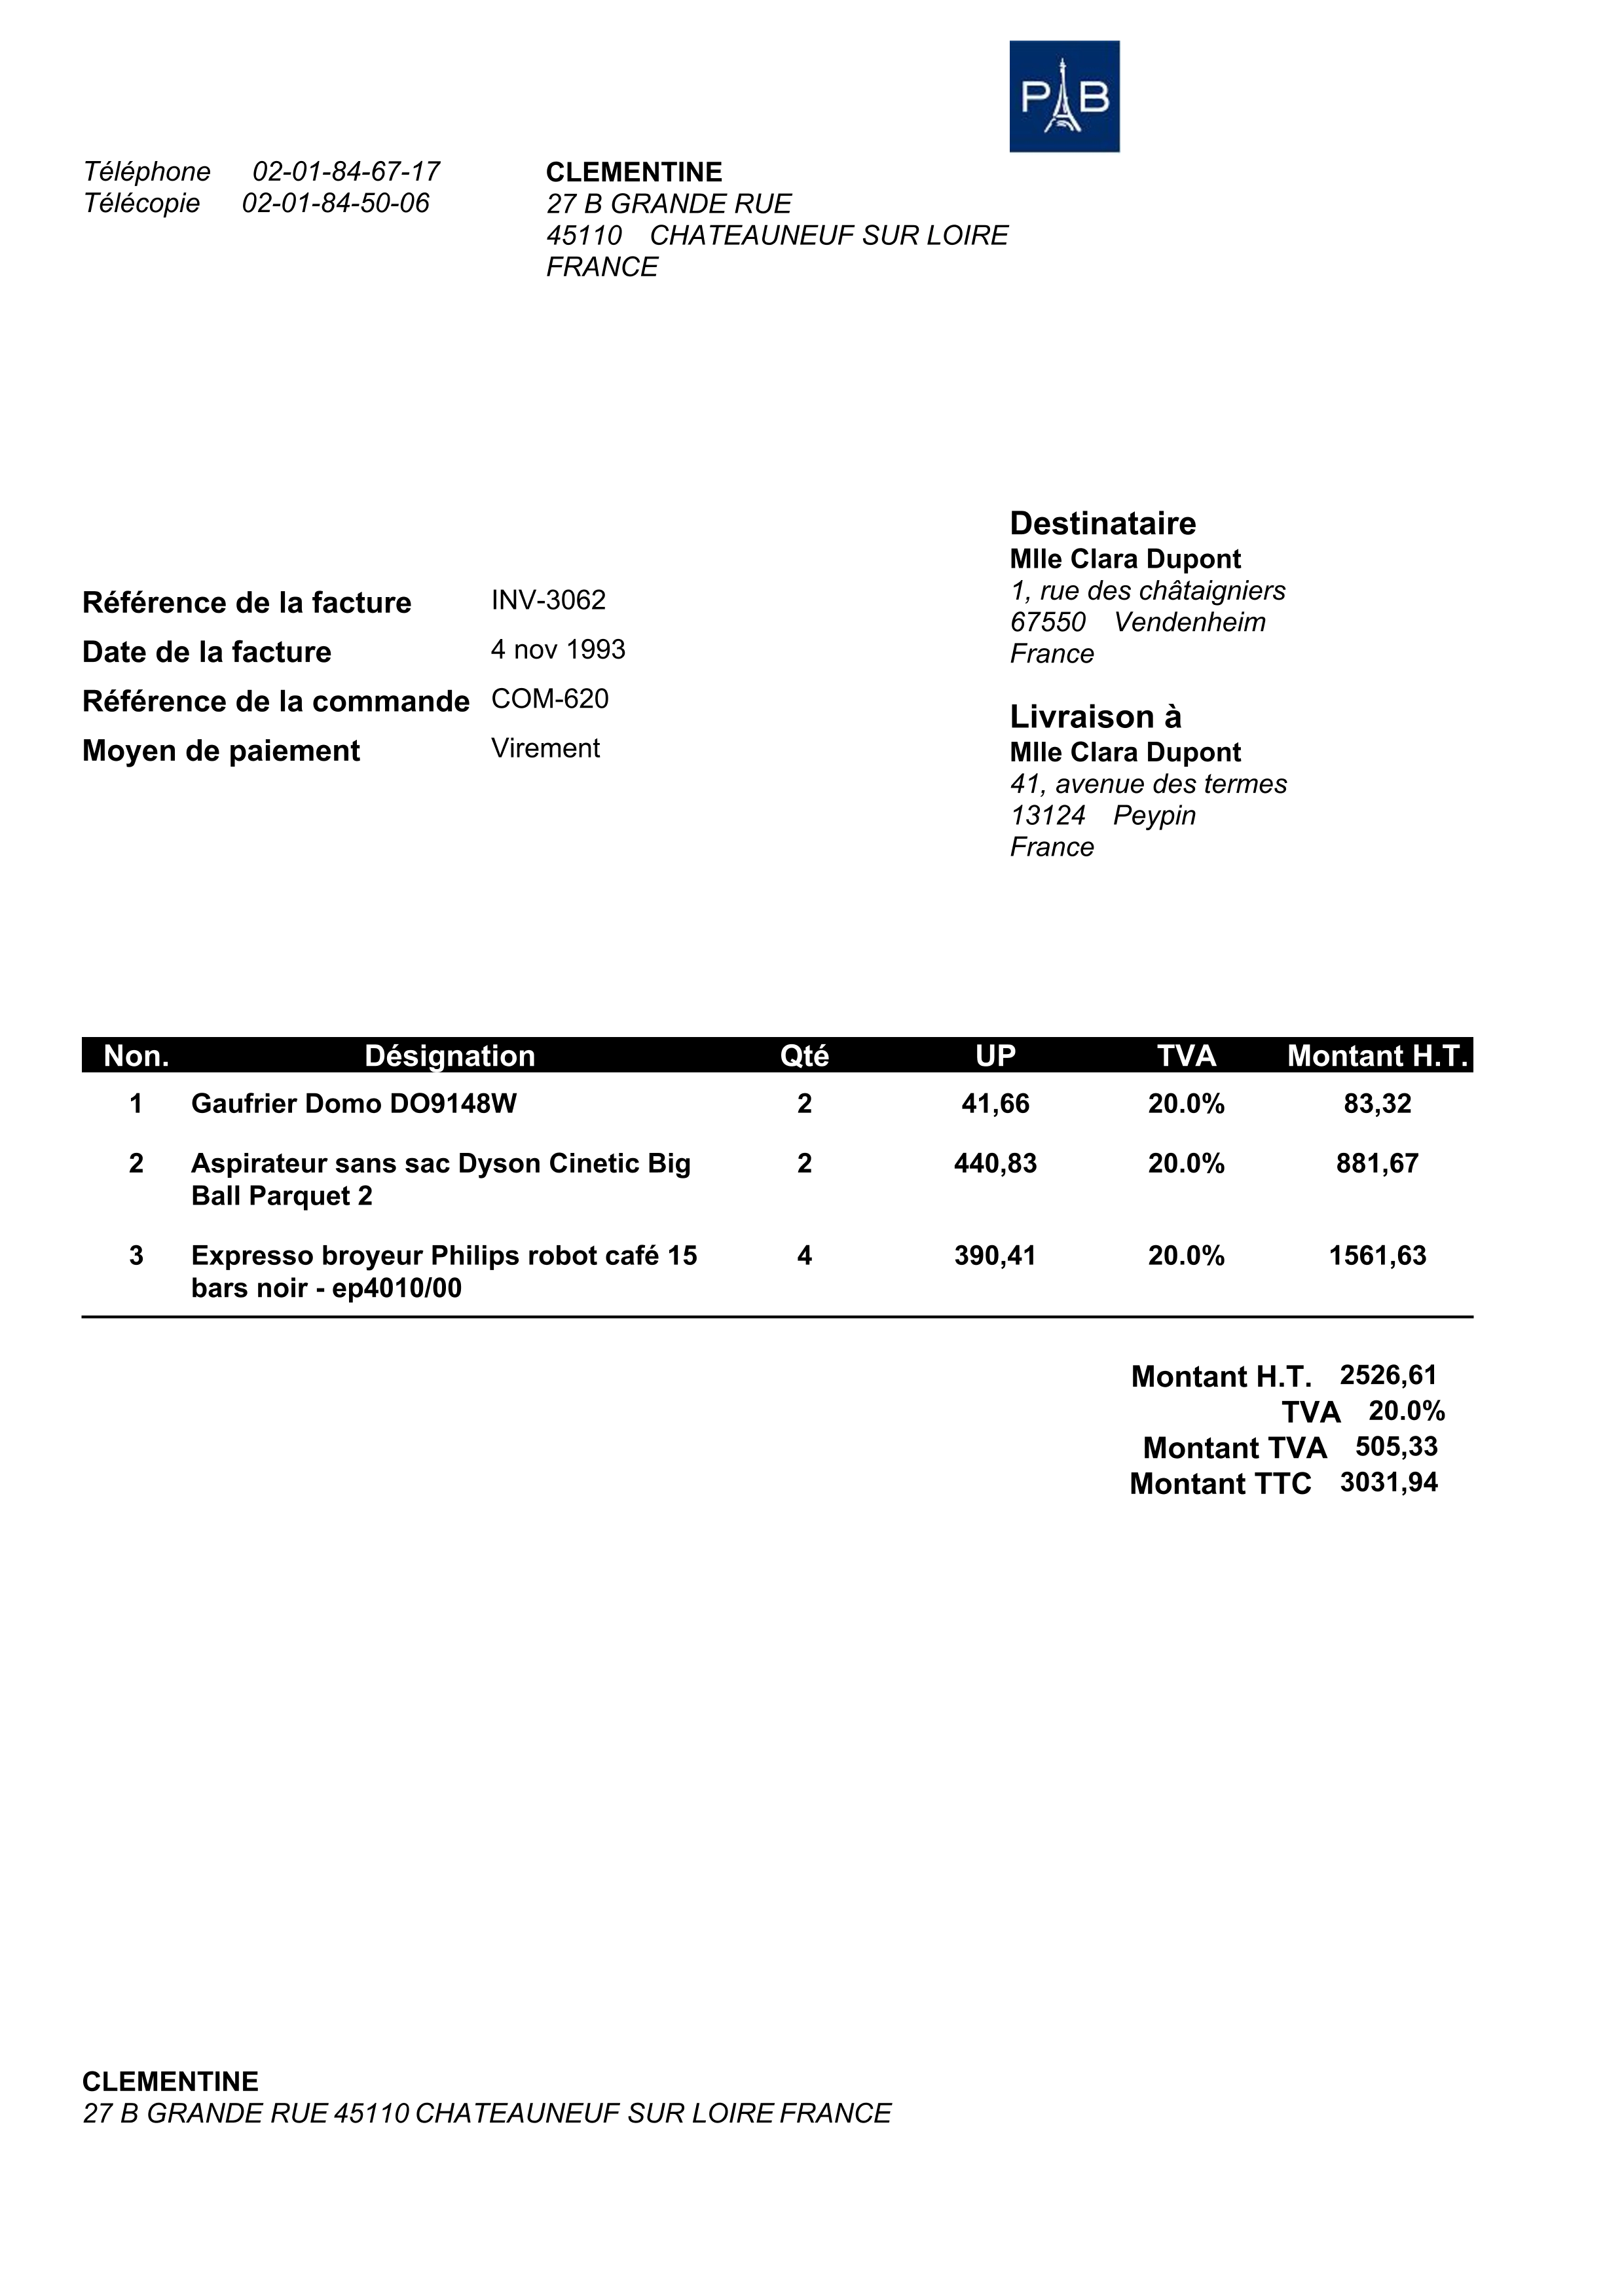 P B
Téléphone 02-01-84-67-17
Télécopie 02-01-84-50-06
CLEMENTINE
27 B GRANDE RUE
45110 CHATEAUNEUF SUR LOIRE
FRANCE
Référence de la facture INV-3062
Date de la facture 4 nov 1993
Référence de la commande COM-620
Moyen de paiement Virement
Destinataire
Mlle Clara Dupont
1, rue des châtaigniers
67550 Vendenheim
France
Livraison à
Mlle Clara Dupont
41, avenue des termes
13124 Peypin
France
Non. Désignation Qté UP TVA Montant H.T.
1 Gaufrier Domo DO9148W 2 41,66 20.0% 83,32
2 Aspirateur sans sac Dyson Cinetic Big 2 440,83 20.0% 881,67
Ball Parquet 2
3 Expresso broyeur Philips robot café 15 4 390,41 20.0% 1561,63
bars noir - ep4010/00
Montant H.T. 2526,61
TVA 20.0%
Montant TVA 505,33
Montant TTC 3031,94
CLEMENTINE
27 B GRANDE RUE 45110 CHATEAUNEUF SUR LOIRE FRANCE